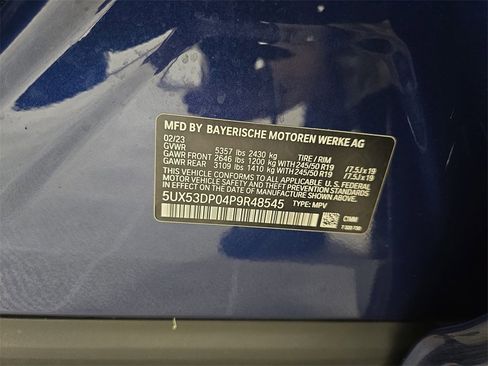 MFD BY BAYERISCHE MOTOREN WERKE AG
02/23
GVWR 5357 lbs 2430 kg TIRE / RIM
GAWR FRONT 2646 lbs 1200 kg WITH 245/50 R19 /7.5J x 19
GAWR REAR 3109 lbs 1410 kg WITH 245/50 R19 /7.5J x 19
THIS VEHICLE CONFORMS TO ALL APPLICABLE FEDERAL MOTOR
VEHICLE SAFETY, BUMPER, AND THEFT PREVENTION STANDARDS
IN EFFECT ON THE DATE OF MANUFACTURE SHOWN ABOVE.
5UX53DP04P9R48545 TYPE: MPV